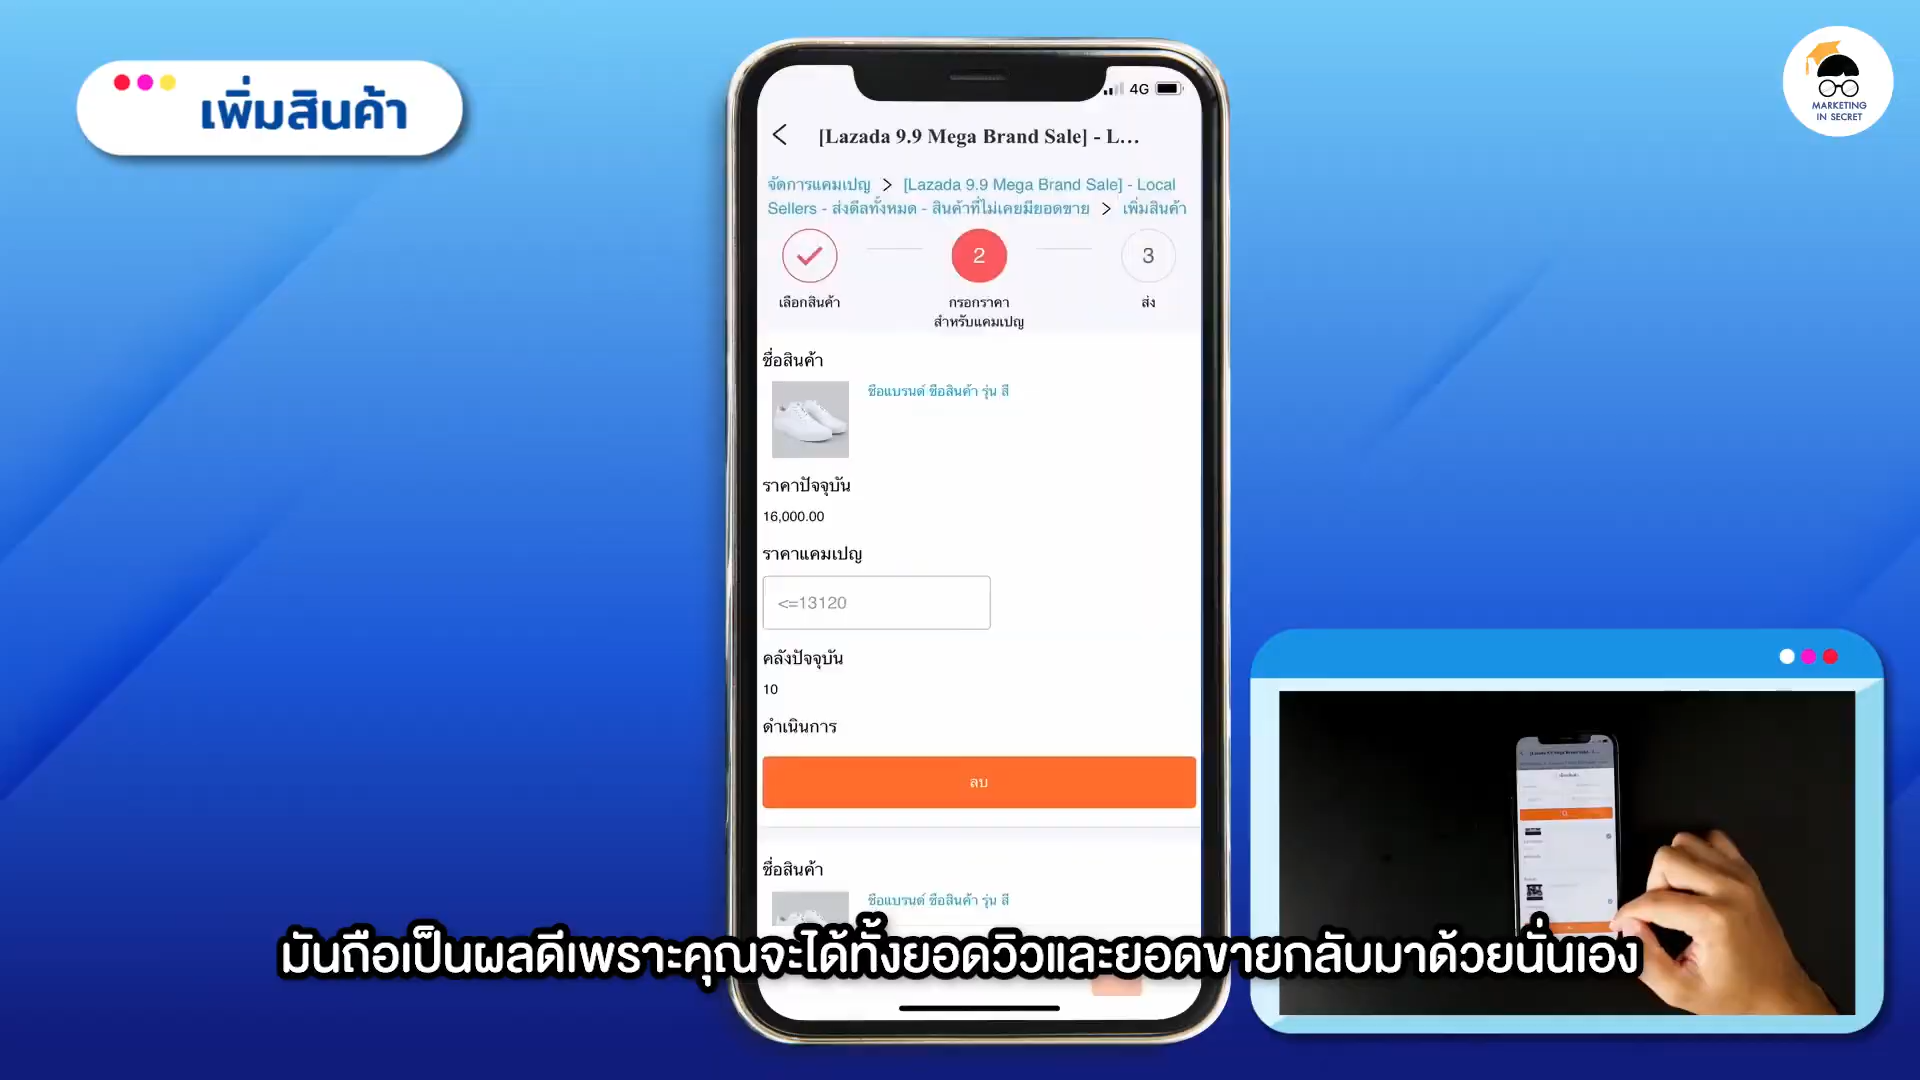 เพิ่มสินค้า
MARKETING
IN SECRET
4G
[Lazada 9.9 Mega Brand Sale] - L...
จัดการแคมเปญ > [Lazada 9.9 Mega Brand Sale] - Local
Sellers - ส่งดีลทั้งหมด - สินค้าที่ไม่เคยมียอดขาย > เพิ่มสินค้า
2
3
เลือกสินค้า
กรอกราคา
สำหรับแคมเปญ
ส่ง
ชื่อสินค้า
ชื่อแบรนด์ ชื่อสินค้า รุ่น สี
ราคาปัจจุบัน
16,000.00
ราคาแคมเปญ
<=13120
คลังปัจจุบัน
10
ดำเนินการ
ลบ
ชื่อสินค้า
ชื่อแบรนด์ ชื่อสินค้า รุ่น สี
มันถือเป็นผลดีเพราะคุณจะได้ทั้งยอดวิวและยอดขายกลับมาด้วยนั่นเอง